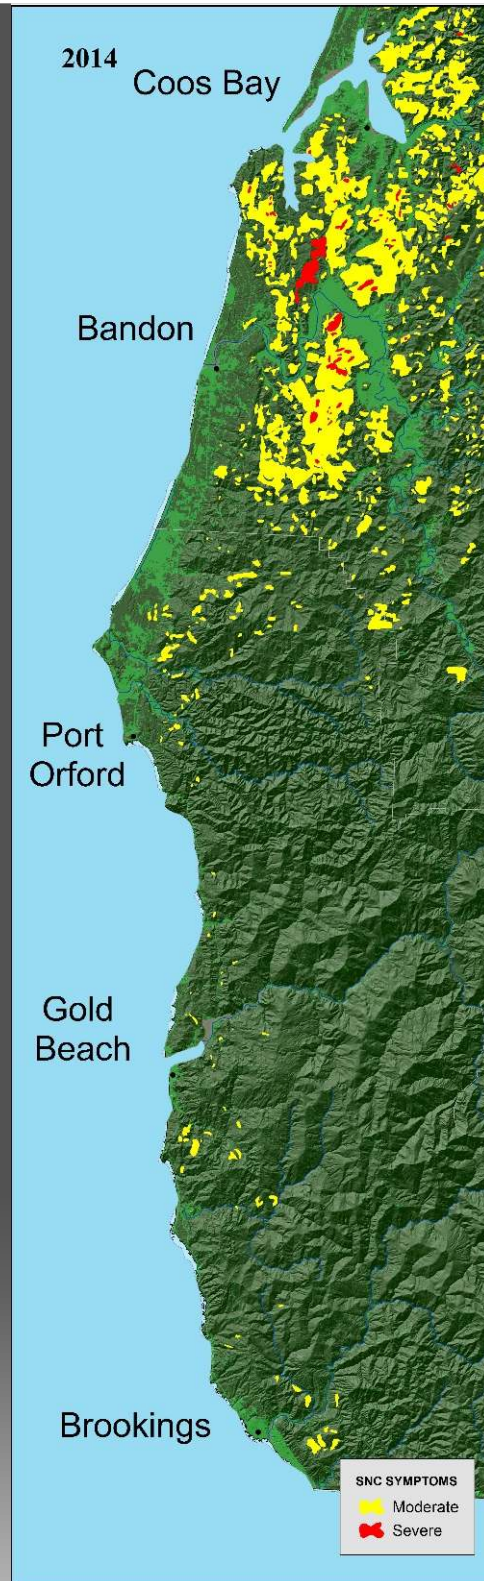 2014
Coos Bay
Bandon
Port
Orford
Gold
Beach
Brookings
SNC SYMPTOMS
Moderate
Severe